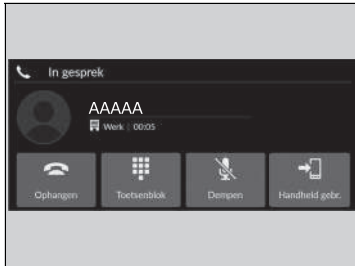 In gesprek
AAAAA
Werk | 00:05
Ophangen Toetsenblok Dempen Handheld gebr.